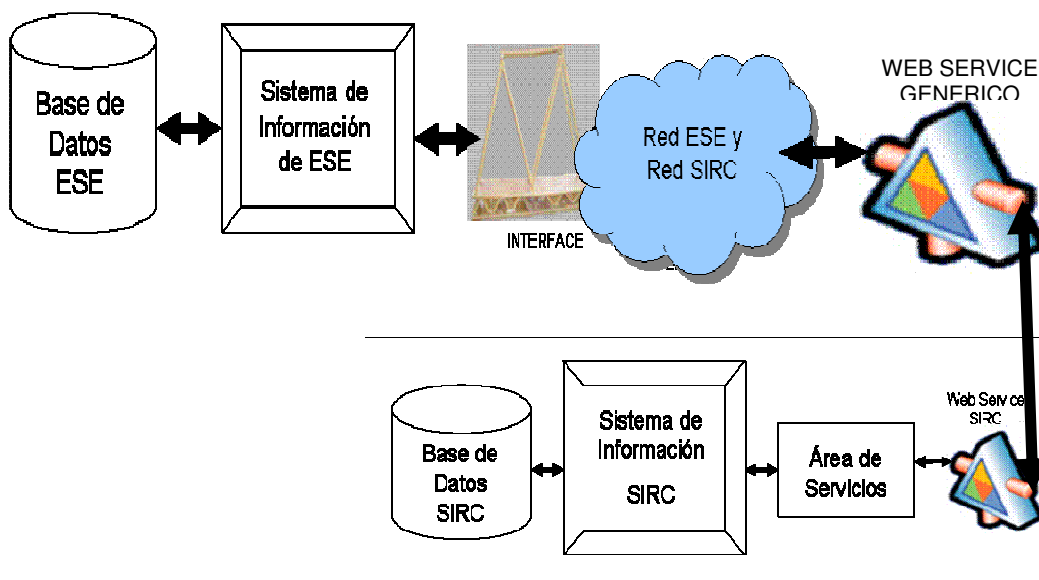 Base de
Datos
ESE
Sistema de
Información
de ESE
INTERFACE
Red ESE y
Red SIRC
WEB SERVICE
GENERICO
Base de
Datos
SIRC
Sistema de
Información
SIRC
Área de
Servicios
Web Service
SIRC